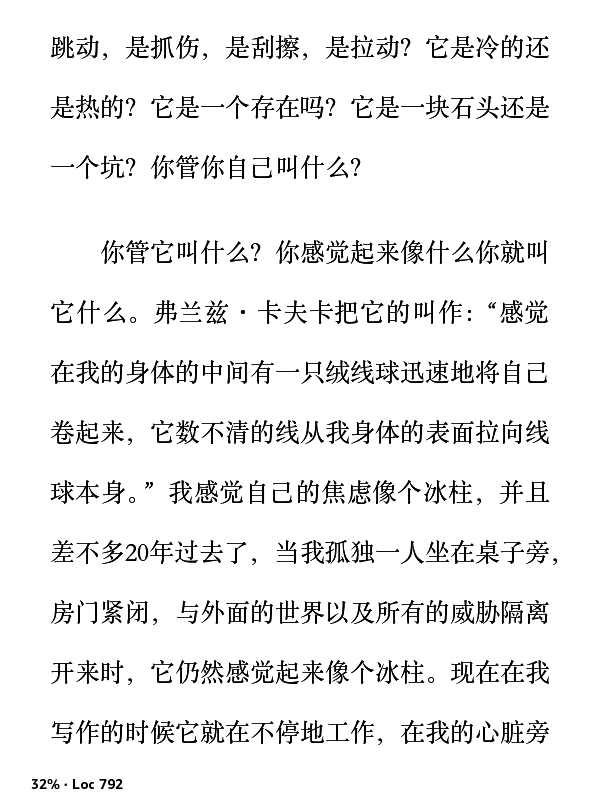 跳动，是抓伤，是刮擦，是拉动？它是冷的还
是热的？它是一个存在吗？它是一块石头还是
一个坑？你管你自己叫什么？
你管它叫什么？你感觉起来像什么你就叫
它什么。弗兰兹·卡夫卡把它的叫作：“感觉
在我的身体的中间有一只绒线球迅速地将自己
卷起来，它数不清的线从我身体的表面拉向线
球本身。”我感觉自己的焦虑像个冰柱，并且
差不多20年过去了，当我孤独一人坐在桌子旁，
房门紧闭，与外面的世界以及所有的威胁隔离
开来时，它仍然感觉起来像个冰柱。现在在我
写作的时候它就在不停地工作，在我的心脏旁
32% · Loc 792